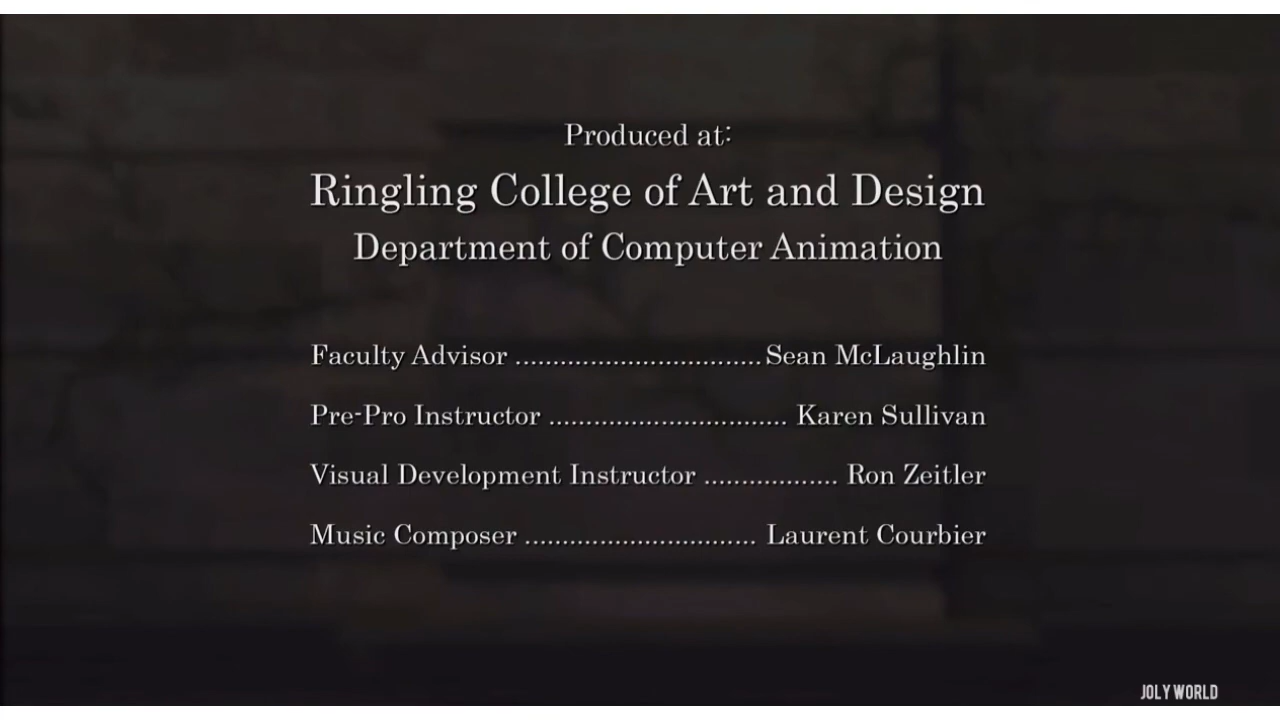 Produced at:
Ringling College of Art and Design
Department of Computer Animation
Faculty Advisor ................................. Sean McLaughlin
Pre-Pro Instructor ................................ Karen Sullivan
Visual Development Instructor .................. Ron Zeitler
Music Composer ............................... Laurent Courbier
JOLY WORLD